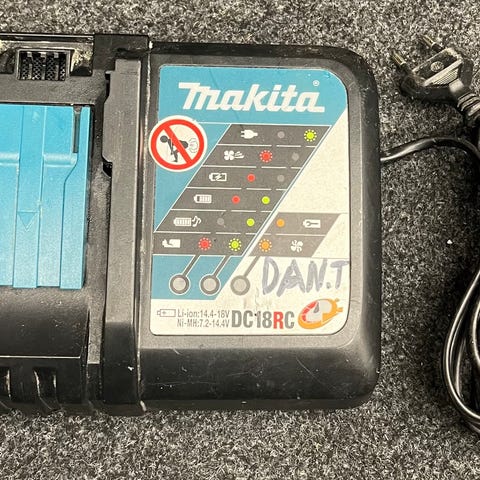 makita®
DAN.T
Li-ion:14.4-18V
Ni-MH:7.2-14.4V
DC18RC